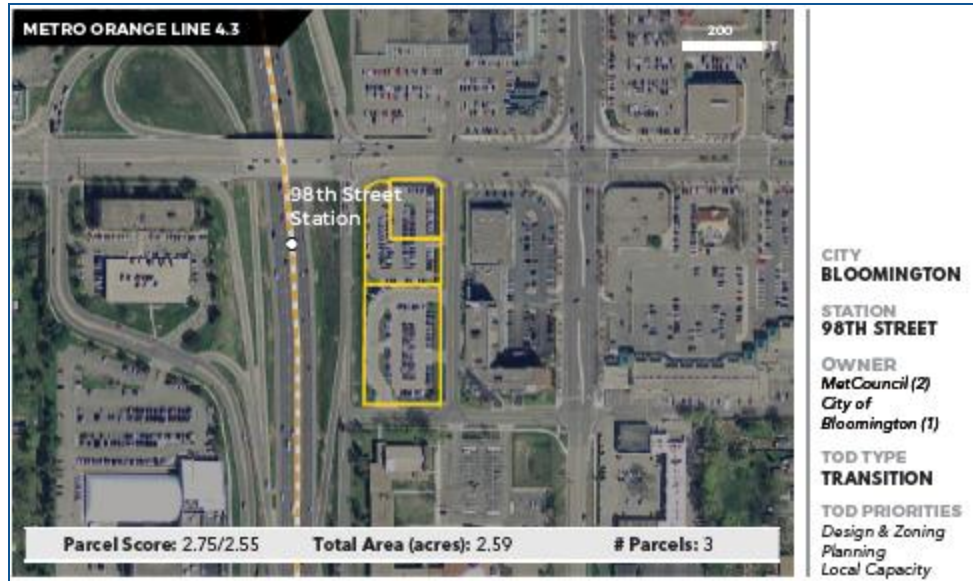 METRO ORANGE LINE 4.3
200
98th Street
Station
CITY
BLOOMINGTON
STATION
98TH STREET
OWNER
MetCouncil (2)
City of
Bloomington (1)
TOD TYPE
TRANSITION
TOD PRIORITIES
Design & Zoning
Planning
Local Capacity
Parcel Score: 2.75/2.55 Total Area (acres): 2.59 # Parcels: 3